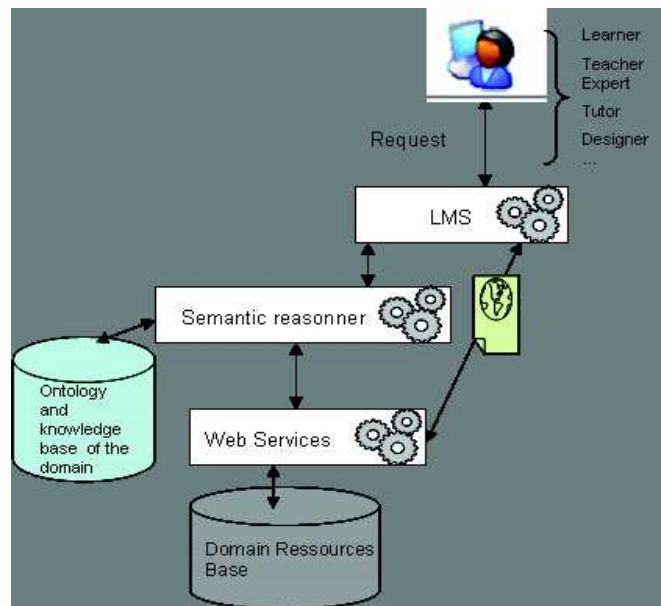 Learner
Teacher
Expert
Tutor
Designer
...
Request
LMS
Semantic reasonner
Ontology
and
knowledge
base of the
domain
Web Services
Domain Ressources
Base